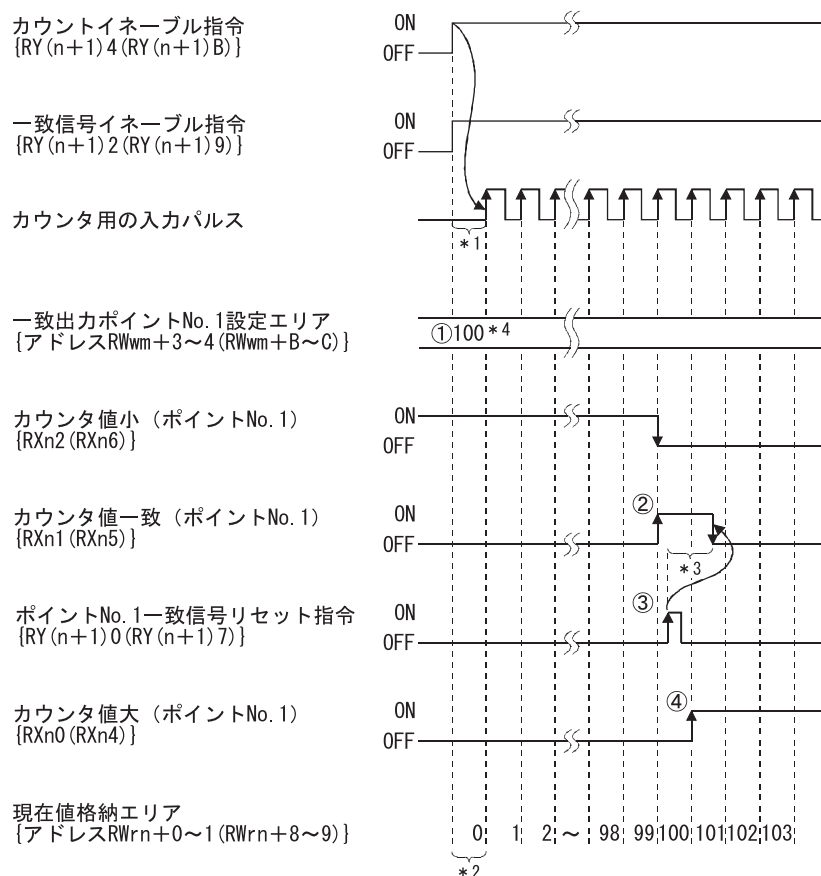 カウントイネーブル指令 ON
{RY(n+1)4(RY(n+1)B)} OFF
一致信号イネーブル指令 ON
{RY(n+1)2(RY(n+1)9)} OFF
カウンタ用の入力パルス
*1
一致出力ポイントNo.1設定エリア
①100*4
{アドレスRWwm+3~4(RWwm+B~C)}
カウンタ値小(ポイントNo.1) ON
{RXn2(RXn6)} OFF
カウンタ値一致(ポイントNo.1) ON ②
{RXn1(RXn5)} OFF
*3
ポイントNo.1一致信号リセット指令 ON ③
{RY(n+1)0(RY(n+1)7)} OFF
カウンタ値大(ポイントNo.1) ON ④
{RXn0(RXn4)} OFF
現在値格納エリア
{アドレスRWrn+0~1(RWrn+8~9)} 0 1 2 ~ 98 99 100 101 102 103
*2